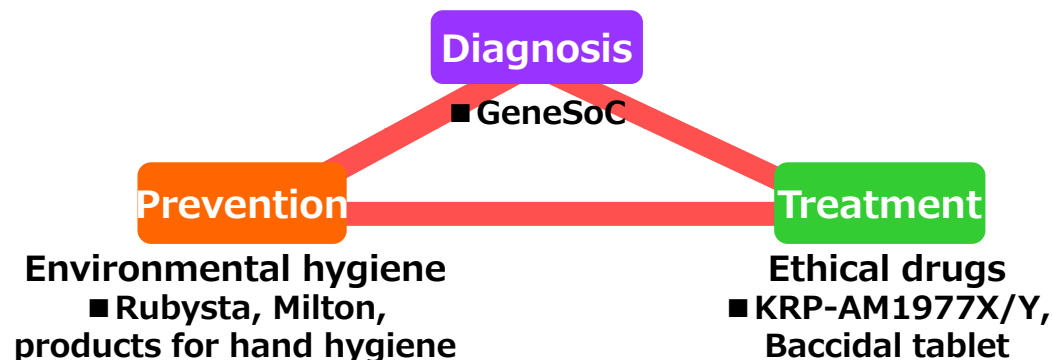 Diagnosis
■GeneSoC
Prevention
Treatment
Environmental hygiene
■Rubysta, Milton,
products for hand hygiene
Ethical drugs
■KRP-AM1977X/Y,
Baccidal tablet